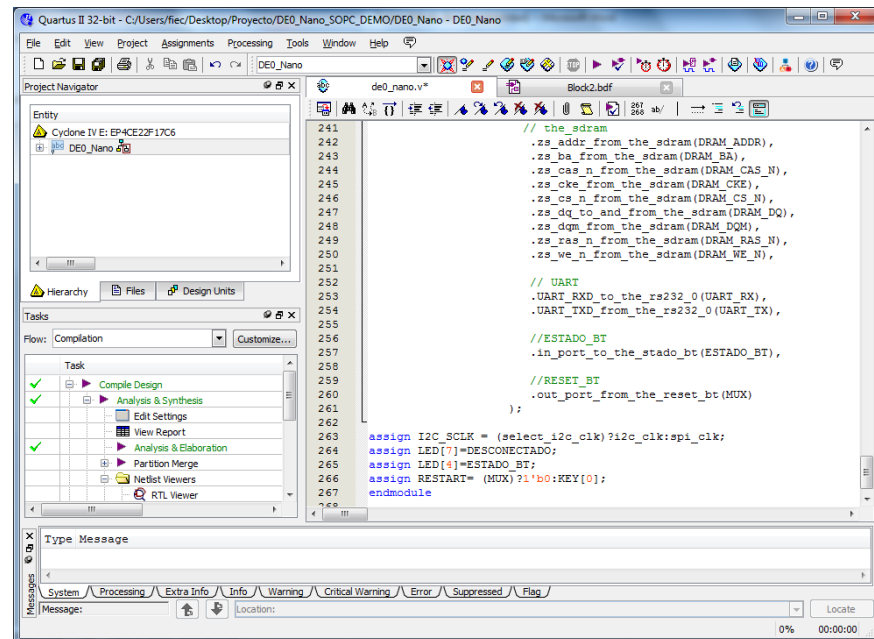 Quartus II 32-bit - C:/Users/fiec/Desktop/Proyecto/DE0_Nano_SOPC_DEMO/DE0_Nano - DE0_Nano
File Edit View Project Assignments Processing Tools Window Help
DE0_Nano
Project Navigator
de0_nano.v*
Block2.bdf
267
268
ab/
Entity
Cyclone IV E: EP4CE22F17C6
abc DE0_Nano
Hierarchy Files Design Units
Tasks
Flow: Compilation Customize...
Task
Compile Design
Analysis & Synthesis
Edit Settings
View Report
Analysis & Elaboration
Partition Merge
Netlist Viewers
RTL Viewer
241 // the_sdram
242 .zs_addr_from_the_sdram(DRAM_ADDR),
243 .zs_ba_from_the_sdram(DRAM_BA),
244 .zs_cas_n_from_the_sdram(DRAM_CAS_N),
245 .zs_cke_from_the_sdram(DRAM_CKE),
246 .zs_cs_n_from_the_sdram(DRAM_CS_N),
247 .zs_dq_to_and_from_the_sdram(DRAM_DQ),
248 .zs_dqm_from_the_sdram(DRAM_DQM),
249 .zs_ras_n_from_the_sdram(DRAM_RAS_N),
250 .zs_we_n_from_the_sdram(DRAM_WE_N),
251
252 // UART
253 .UART_RXD_to_the_rs232_0(UART_RX),
254 .UART_TXD_from_the_rs232_0(UART_TX),
255
256 //ESTADO_BT
257 .in_port_to_the_stado_bt(ESTADO_BT),
258
259 //RESET_BT
260 .out_port_from_the_reset_bt(MUX)
261 );
262
263 assign I2C_SCLK = (select_i2c_clk)?i2c_clk:spi_clk;
264 assign LED[7]=DESCONECTADO;
265 assign LED[4]=ESTADO_BT;
266 assign RESTART= (MUX)?1'b0:KEY[0];
267 endmodule
268
Type Message
Messages
System Processing Extra Info Info Warning Critical Warning Error Suppressed Flag
Message: Location: Locate
0% 00:00:00